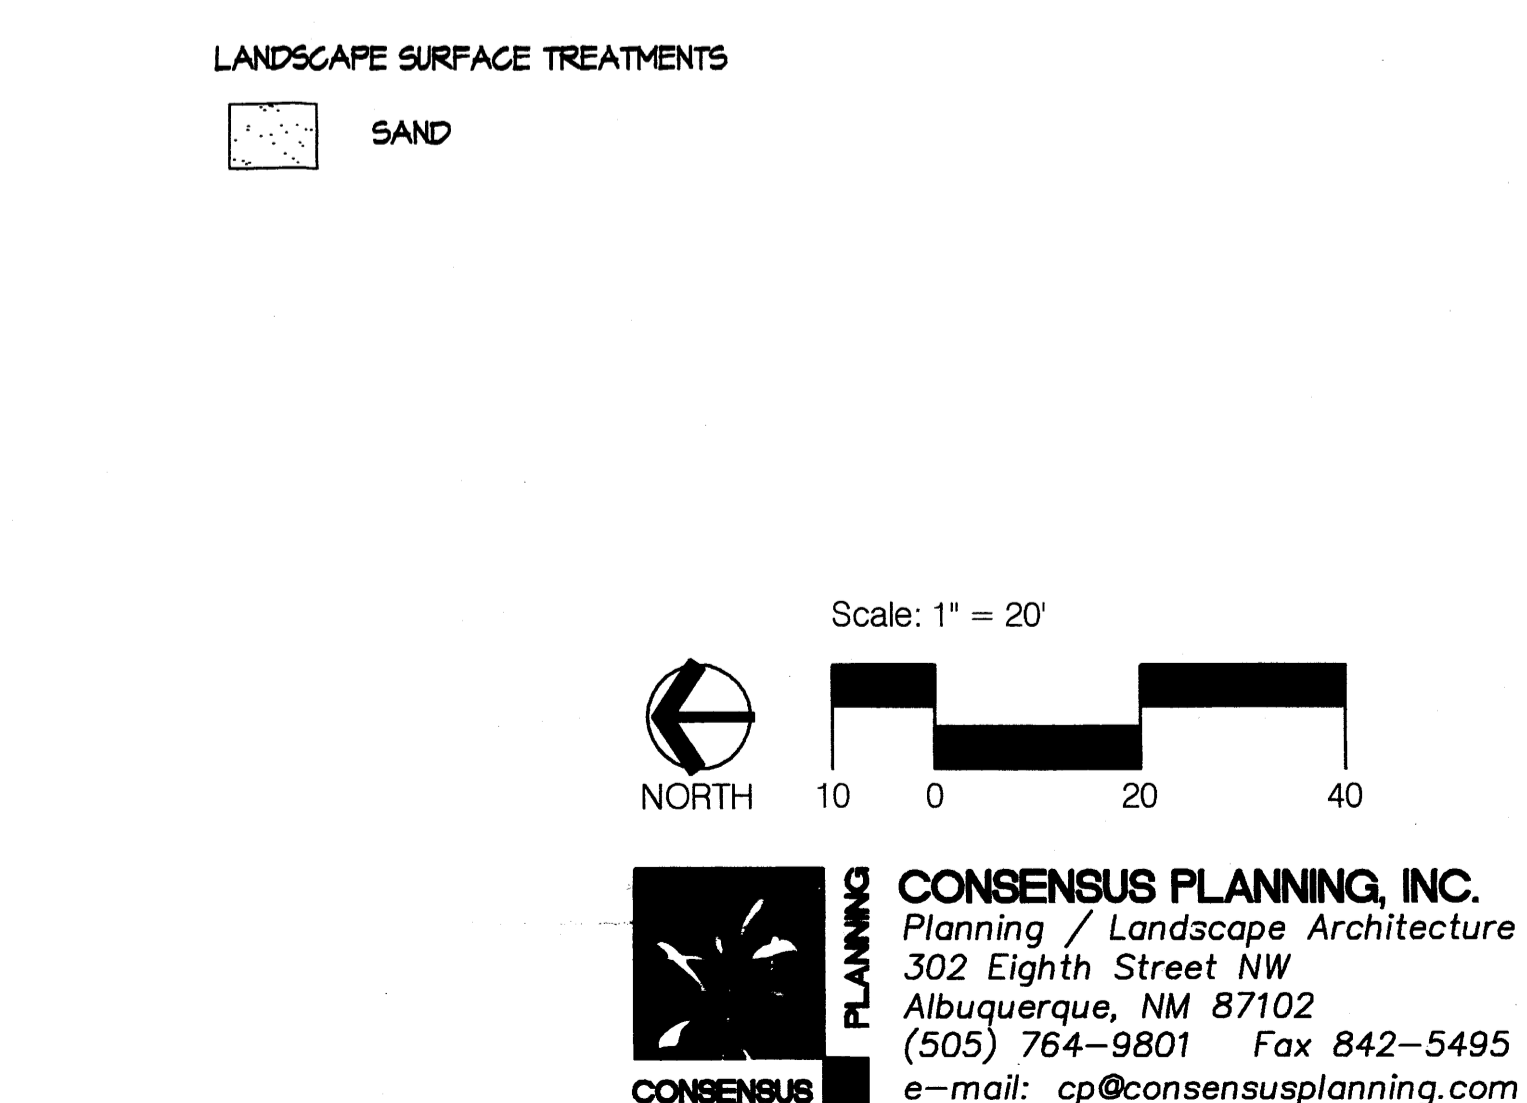 LANDSCAPE SURFACE TREATMENTS
SAND
Scale: 1" = 20'
NORTH
10 0 20 40
PLANNING
CONSENSUS
CONSENSUS PLANNING, INC.
Planning / Landscape Architecture
302 Eighth Street NW
Albuquerque, NM 87102
(505) 764-9801 Fax 842-5495
e-mail: cp@consensusplanning.com